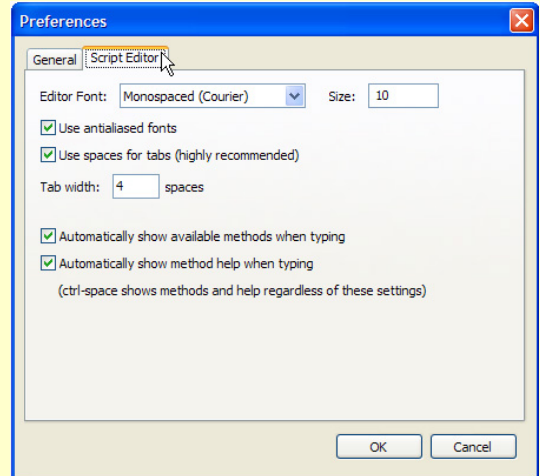 Preferences
General Script Editor
Editor Font: Monospaced (Courier) Size: 10
Use antialiased fonts
Use spaces for tabs (highly recommended)
Tab width: 4 spaces
Automatically show available methods when typing
Automatically show method help when typing
(ctrl-space shows methods and help regardless of these settings)
OK Cancel